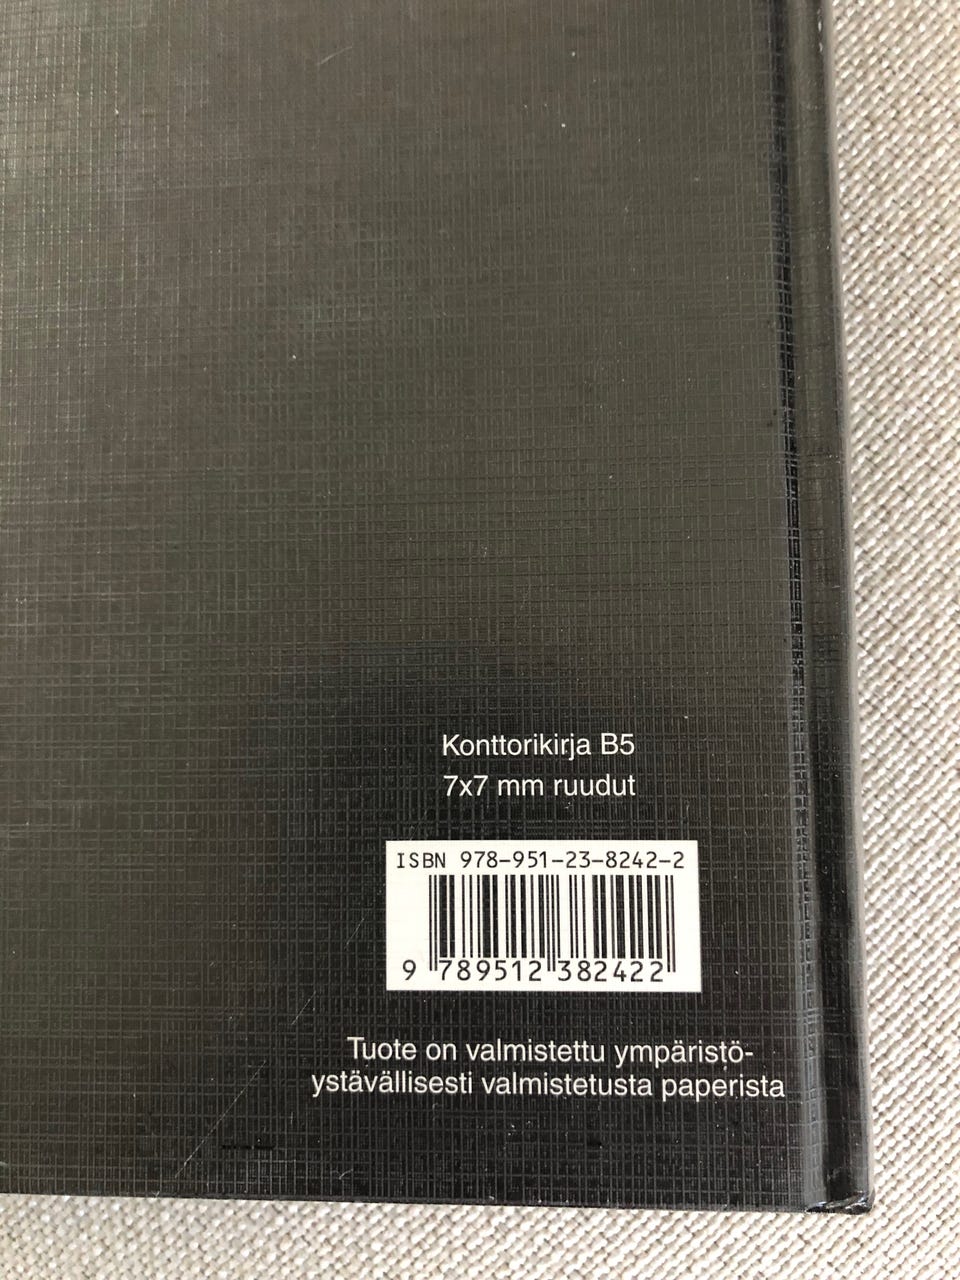 Konttorikirja B5
7x7 mm ruudut
ISBN 978-951-23-8242-2
9 789512 382422
Tuote on valmistettu ympäristö-
ystävällisesti valmistetusta paperista